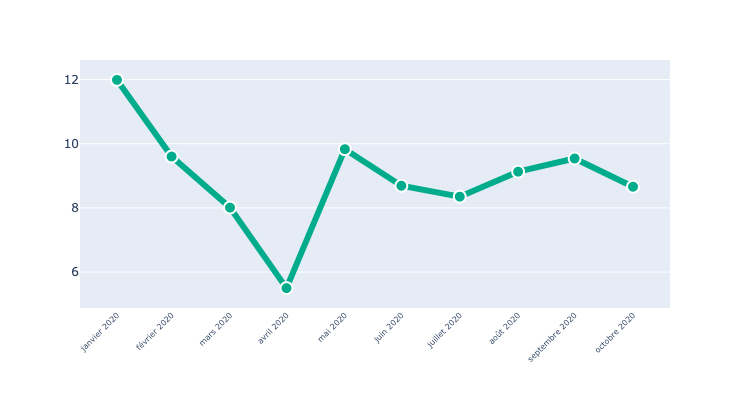 12
10
8
6
janvier 2020
février 2020
mars 2020
avril 2020
mai 2020
juin 2020
juillet 2020
août 2020
septembre 2020
octobre 2020